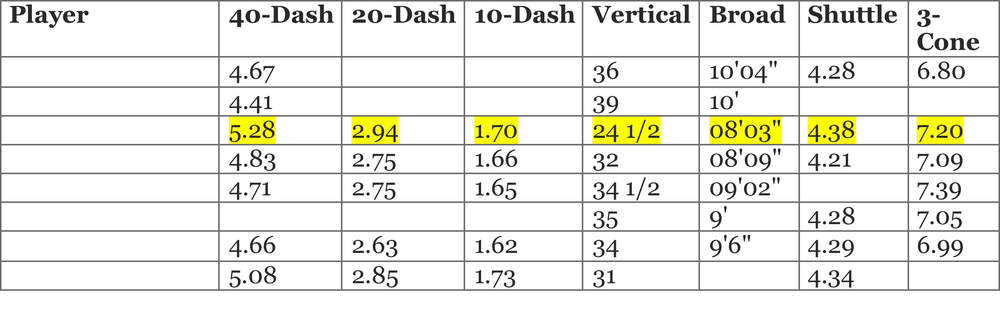 Player 40-Dash 20-Dash 10-Dash Vertical Broad Shuttle 3-
Cone
4.67 36 10'04" 4.28 6.80
4.41 39 10'
5.28 2.94 1.70 24 1/2 08'03" 4.38 7.20
4.83 2.75 1.66 32 08'09" 4.21 7.09
4.71 2.75 1.65 34 1/2 09'02" 7.39
35 9' 4.28 7.05
4.66 2.63 1.62 34 9'6" 4.29 6.99
5.08 2.85 1.73 31 4.34